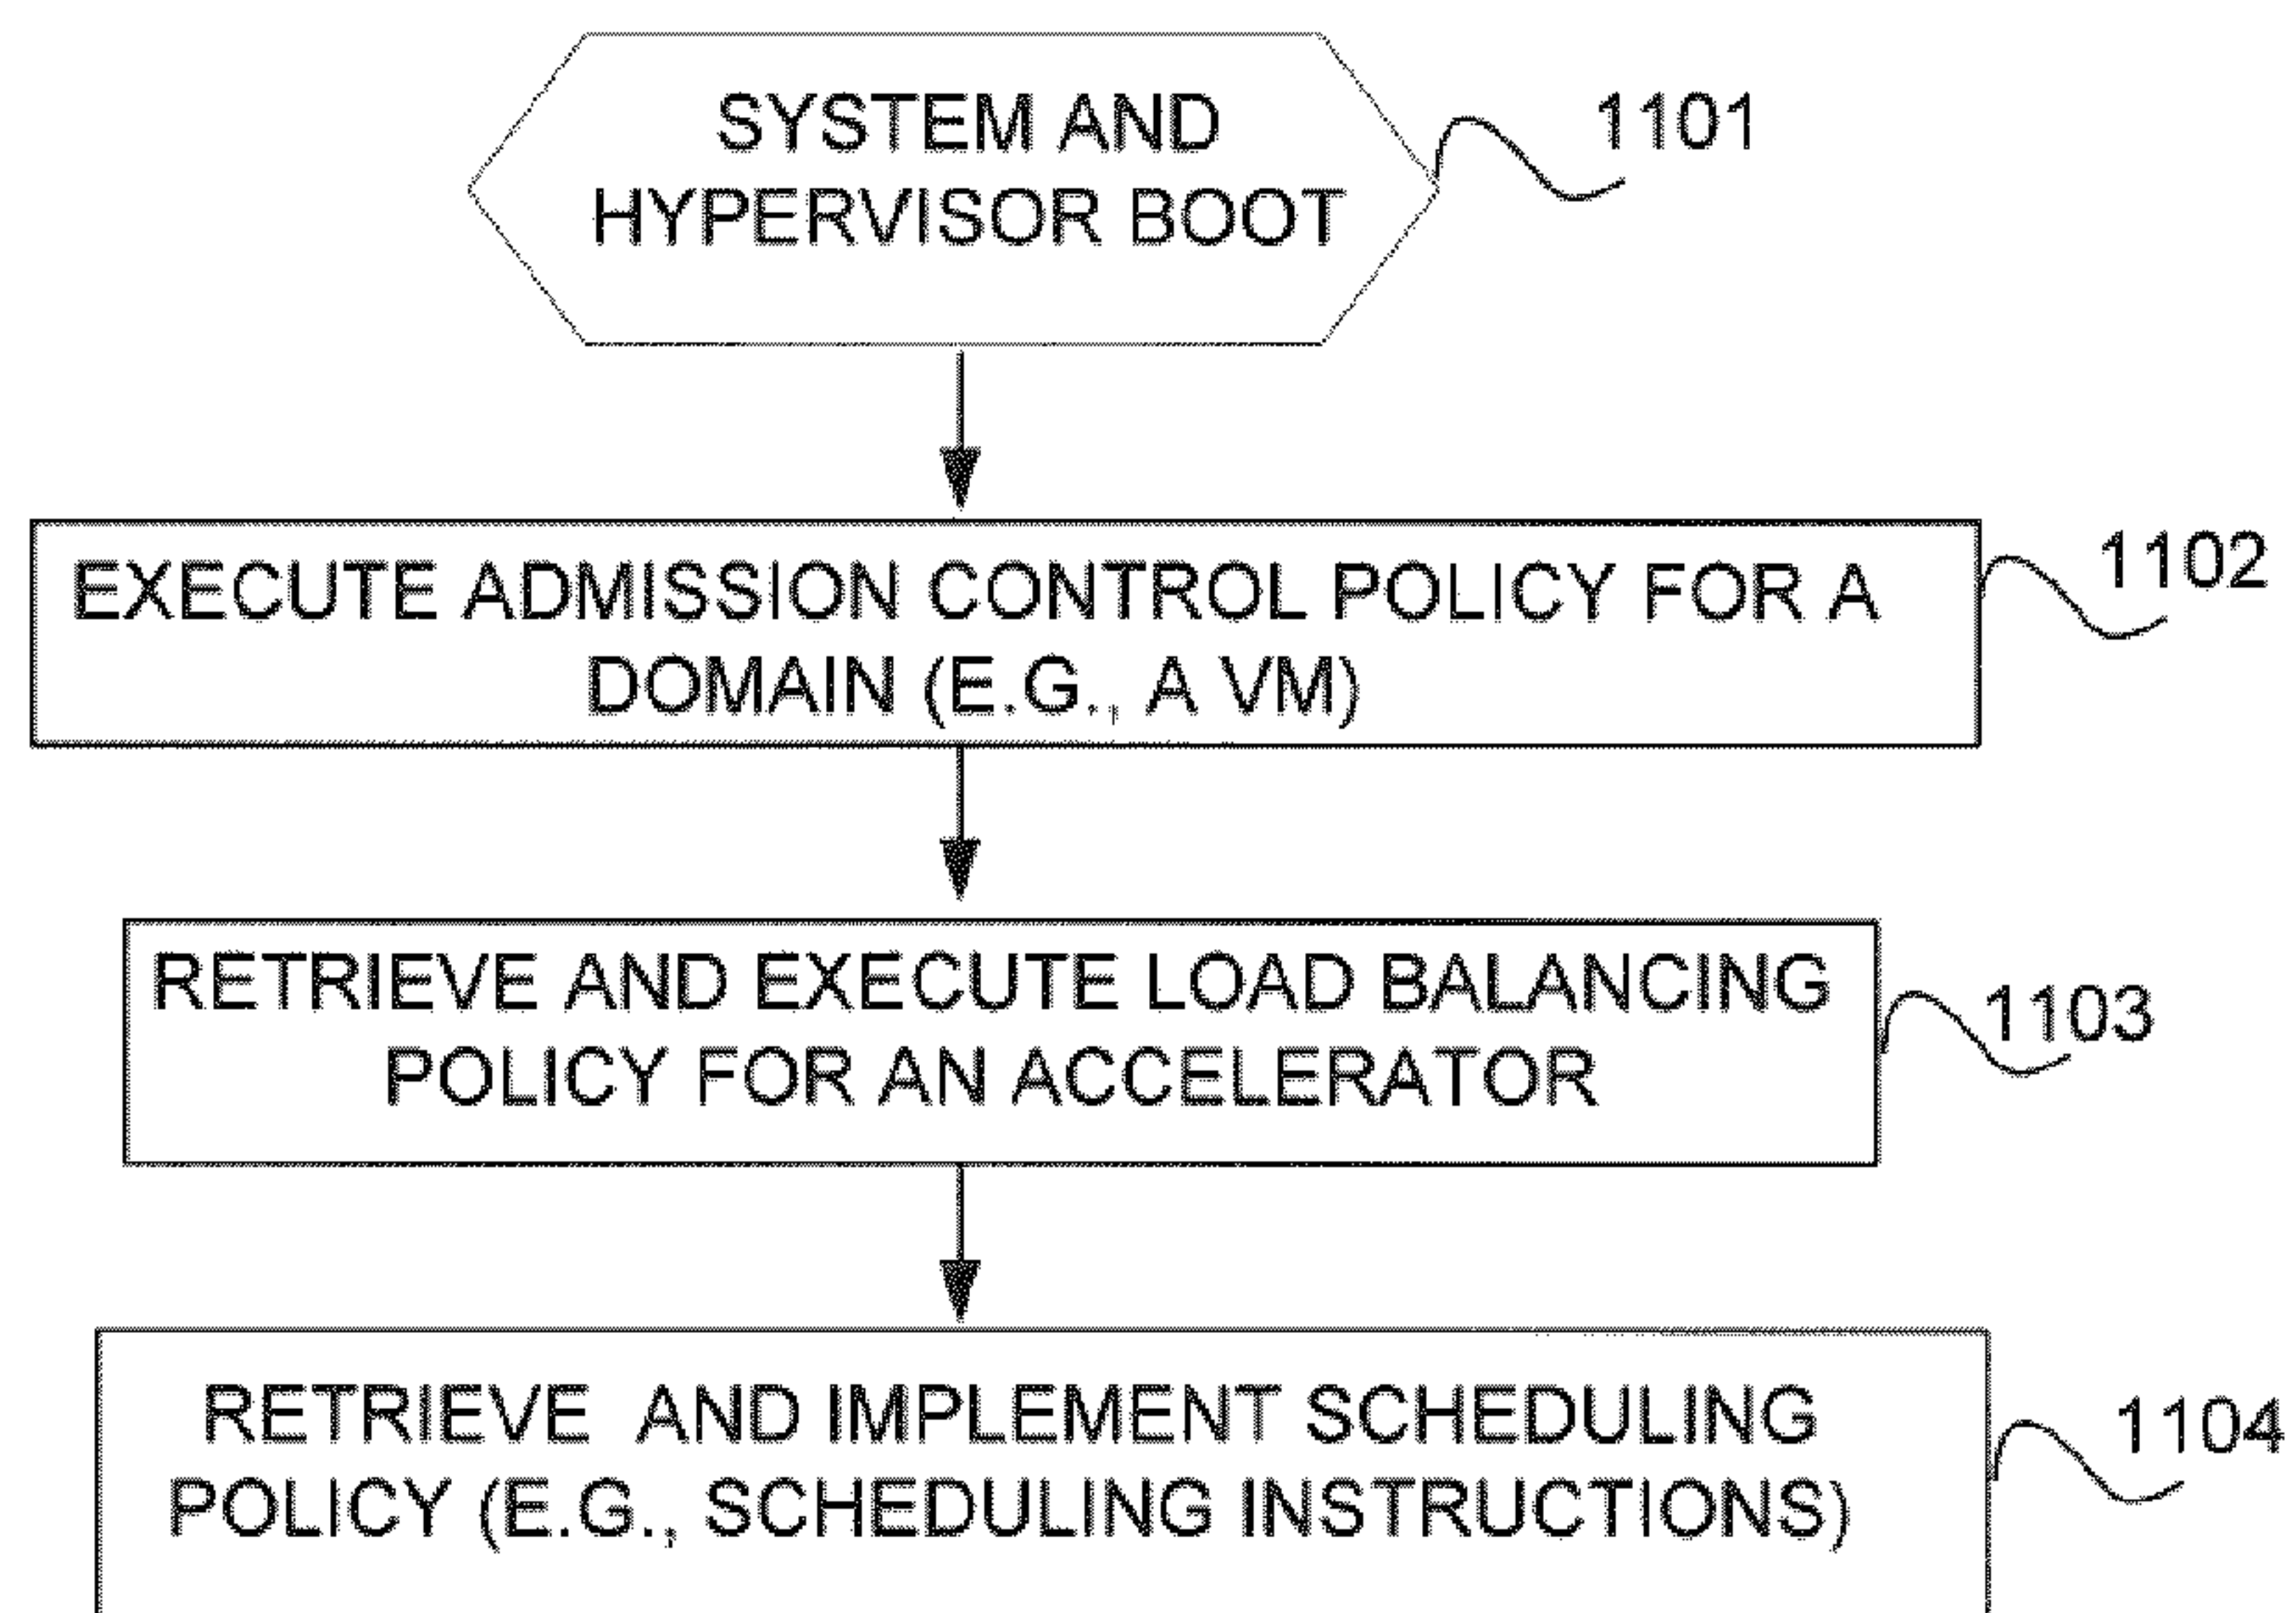 SYSTEM AND
HYPERVISOR BOOT
1101
EXECUTE ADMISSION CONTROL POLICY FOR A
DOMAIN (E.G., A VM)
1102
RETRIEVE AND EXECUTE LOAD BALANCING
POLICY FOR AN ACCELERATOR
1103
RETRIEVE AND IMPLEMENT SCHEDULING
POLICY (E.G., SCHEDULING INSTRUCTIONS)
1104